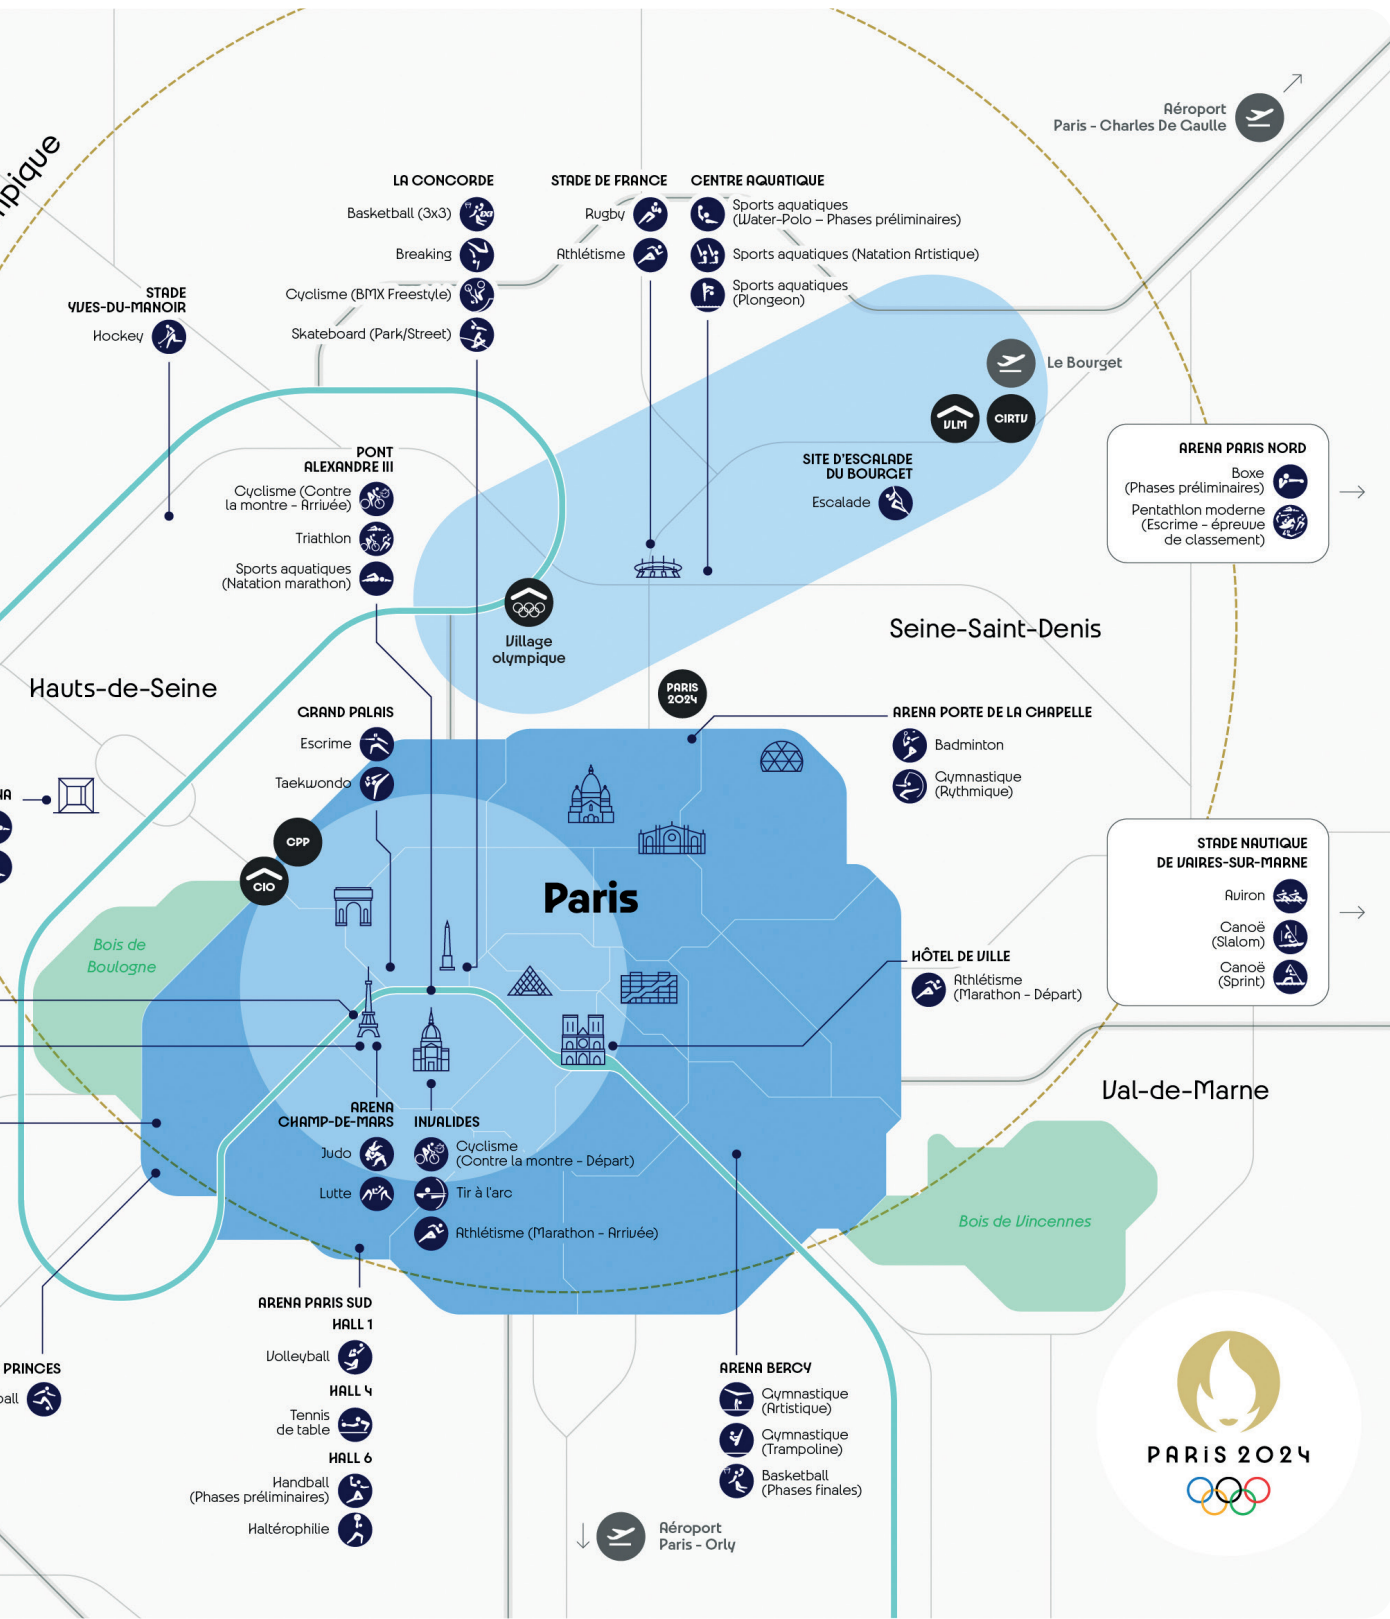 Aéroport
Paris - Charles De Gaulle
LA CONCORDE
Basketball (3x3)
Breaking
Cyclisme (BMX Freestyle)
Skateboard (Park/Street)
STADE DE FRANCE
Rugby
Athlétisme
CENTRE AQUATIQUE
Sports aquatiques
(Water-Polo – Phases préliminaires)
Sports aquatiques (Natation Artistique)
Sports aquatiques
(Plongeon)
STADE
YVES-DU-MANOIR
Hockey
Le Bourget
VLM
CIRTV
SITE D'ESCALADE
DU BOURGET
Escalade
ARENA PARIS NORD
Boxe
(Phases préliminaires)
Pentathlon moderne
(Escrime - épreuve
de classement)
PONT
ALEXANDRE III
Cyclisme (Contre
la montre - Arrivée)
Triathlon
Sports aquatiques
(Natation marathon)
Village
olympique
Seine-Saint-Denis
Hauts-de-Seine
PARIS
2024
GRAND PALAIS
Escrime
Taekwondo
ARENA PORTE DE LA CHAPELLE
Badminton
Gymnastique
(Rythmique)
CPP
CIO
Paris
STADE NAUTIQUE
DE VAIRES-SUR-MARNE
Aviron
Canoë
(Slalom)
Canoë
(Sprint)
Bois de
Boulogne
HÔTEL DE VILLE
Athlétisme
(Marathon - Départ)
Val-de-Marne
ARENA
CHAMP-DE-MARS
Judo
Lutte
INVALIDES
Cyclisme
(Contre la montre - Départ)
Tir à l'arc
Athlétisme (Marathon - Arrivée)
Bois de Vincennes
ARENA PARIS SUD
HALL 1
Volleyball
HALL 4
Tennis
de table
HALL 6
Handball
(Phases préliminaires)
Haltérophilie
PRINCES
ARENA BERCY
Gymnastique
(Artistique)
Gymnastique
(Trampoline)
Basketball
(Phases finales)
Aéroport
Paris - Orly
PARIS 2024